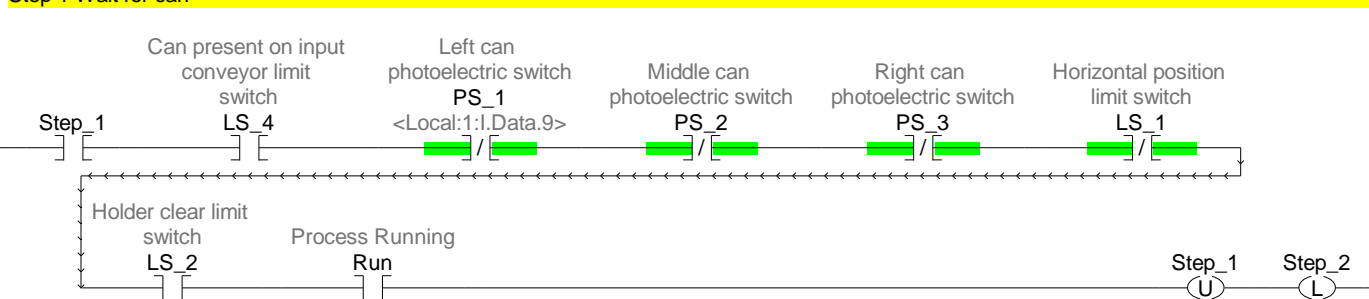 Step 1 Wait for can
Can present on input
conveyor limit
switch
LS_4
Left can
photoelectric switch
PS_1
<Local:1:I.Data.9>
Middle can
photoelectric switch
PS_2
Right can
photoelectric switch
PS_3
Horizontal position
limit switch
LS_1
Step_1
/
/
/
/
Holder clear limit
switch
LS_2
Process Running
Run
Step_1
U
Step_2
L